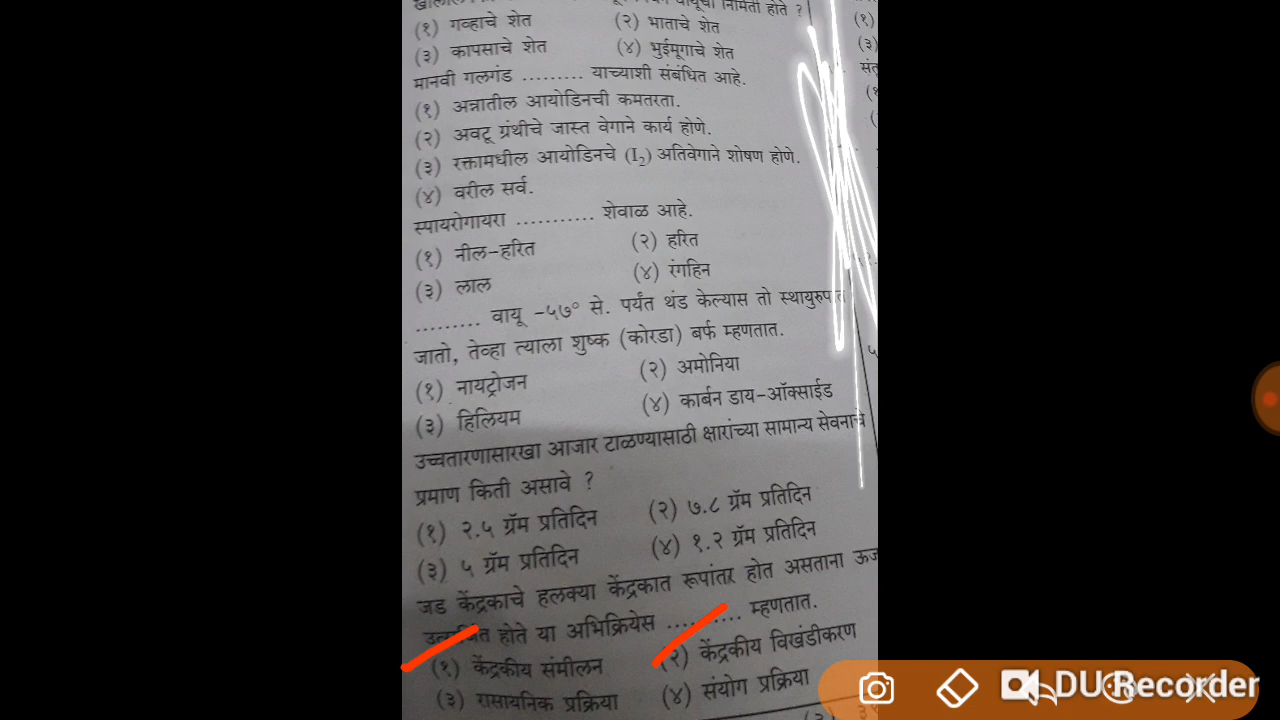 वायूची निर्मिती होते ?
(१) गव्हाचे शेत (२) भाताचे शेत (१)
(३) कापसाचे शेत (४) भुईमूगाचे शेत (३)
मानवी गलगंड ......... याच्याशी संबंधित आहे.
(१) अन्नातील आयोडिनची कमतरता.
(२) अवटू ग्रंथीचे जास्त वेगाने कार्य होणे.
(३) रक्तामधील आयोडिनचे (I₂) अतिवेगाने शोषण होणे.
(४) वरील सर्व.
स्पायरोगायरा ........... शेवाळ आहे.
(१) नील-हरित (२) हरित
(३) लाल (४) रंगहिन
......... वायू -५७° से. पर्यंत थंड केल्यास तो स्थायुरुपात
जातो, तेव्हा त्याला शुष्क (कोरडा) बर्फ म्हणतात.
(१) नायट्रोजन (२) अमोनिया
(३) हिलियम (४) कार्बन डाय-ऑक्साईड
उच्चतारणासारखा आजार टाळण्यासाठी क्षारांच्या सामान्य सेवनाचे
प्रमाण किती असावे ?
(१) २.५ ग्रॅम प्रतिदिन (२) ७.८ ग्रॅम प्रतिदिन
(३) ५ ग्रॅम प्रतिदिन (४) १.२ ग्रॅम प्रतिदिन
जड केंद्रकाचे हलक्या केंद्रकात रूपांतर होत असताना
होते या अभिक्रियेस .......... म्हणतात.
(१) केंद्रकीय संमीलन (२) केंद्रकीय विखंडीकरण
(३) रासायनिक प्रक्रिया (४) संयोग प्रक्रिया
DU Recorder